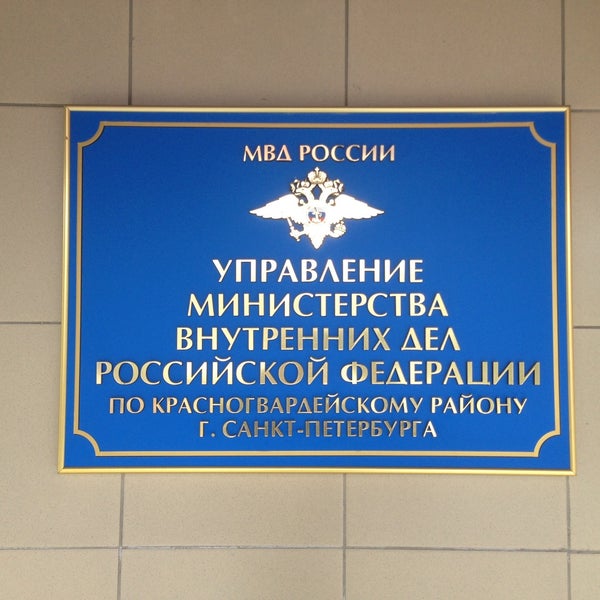 МВД РОССИИ
УПРАВЛЕНИЕ
МИНИСТЕРСТВА
ВНУТРЕННИХ ДЕЛ
РОССИЙСКОЙ ФЕДЕРАЦИИ
ПО КРАСНОГВАРДЕЙСКОМУ РАЙОНУ
Г. САНКТ-ПЕТЕРБУРГА